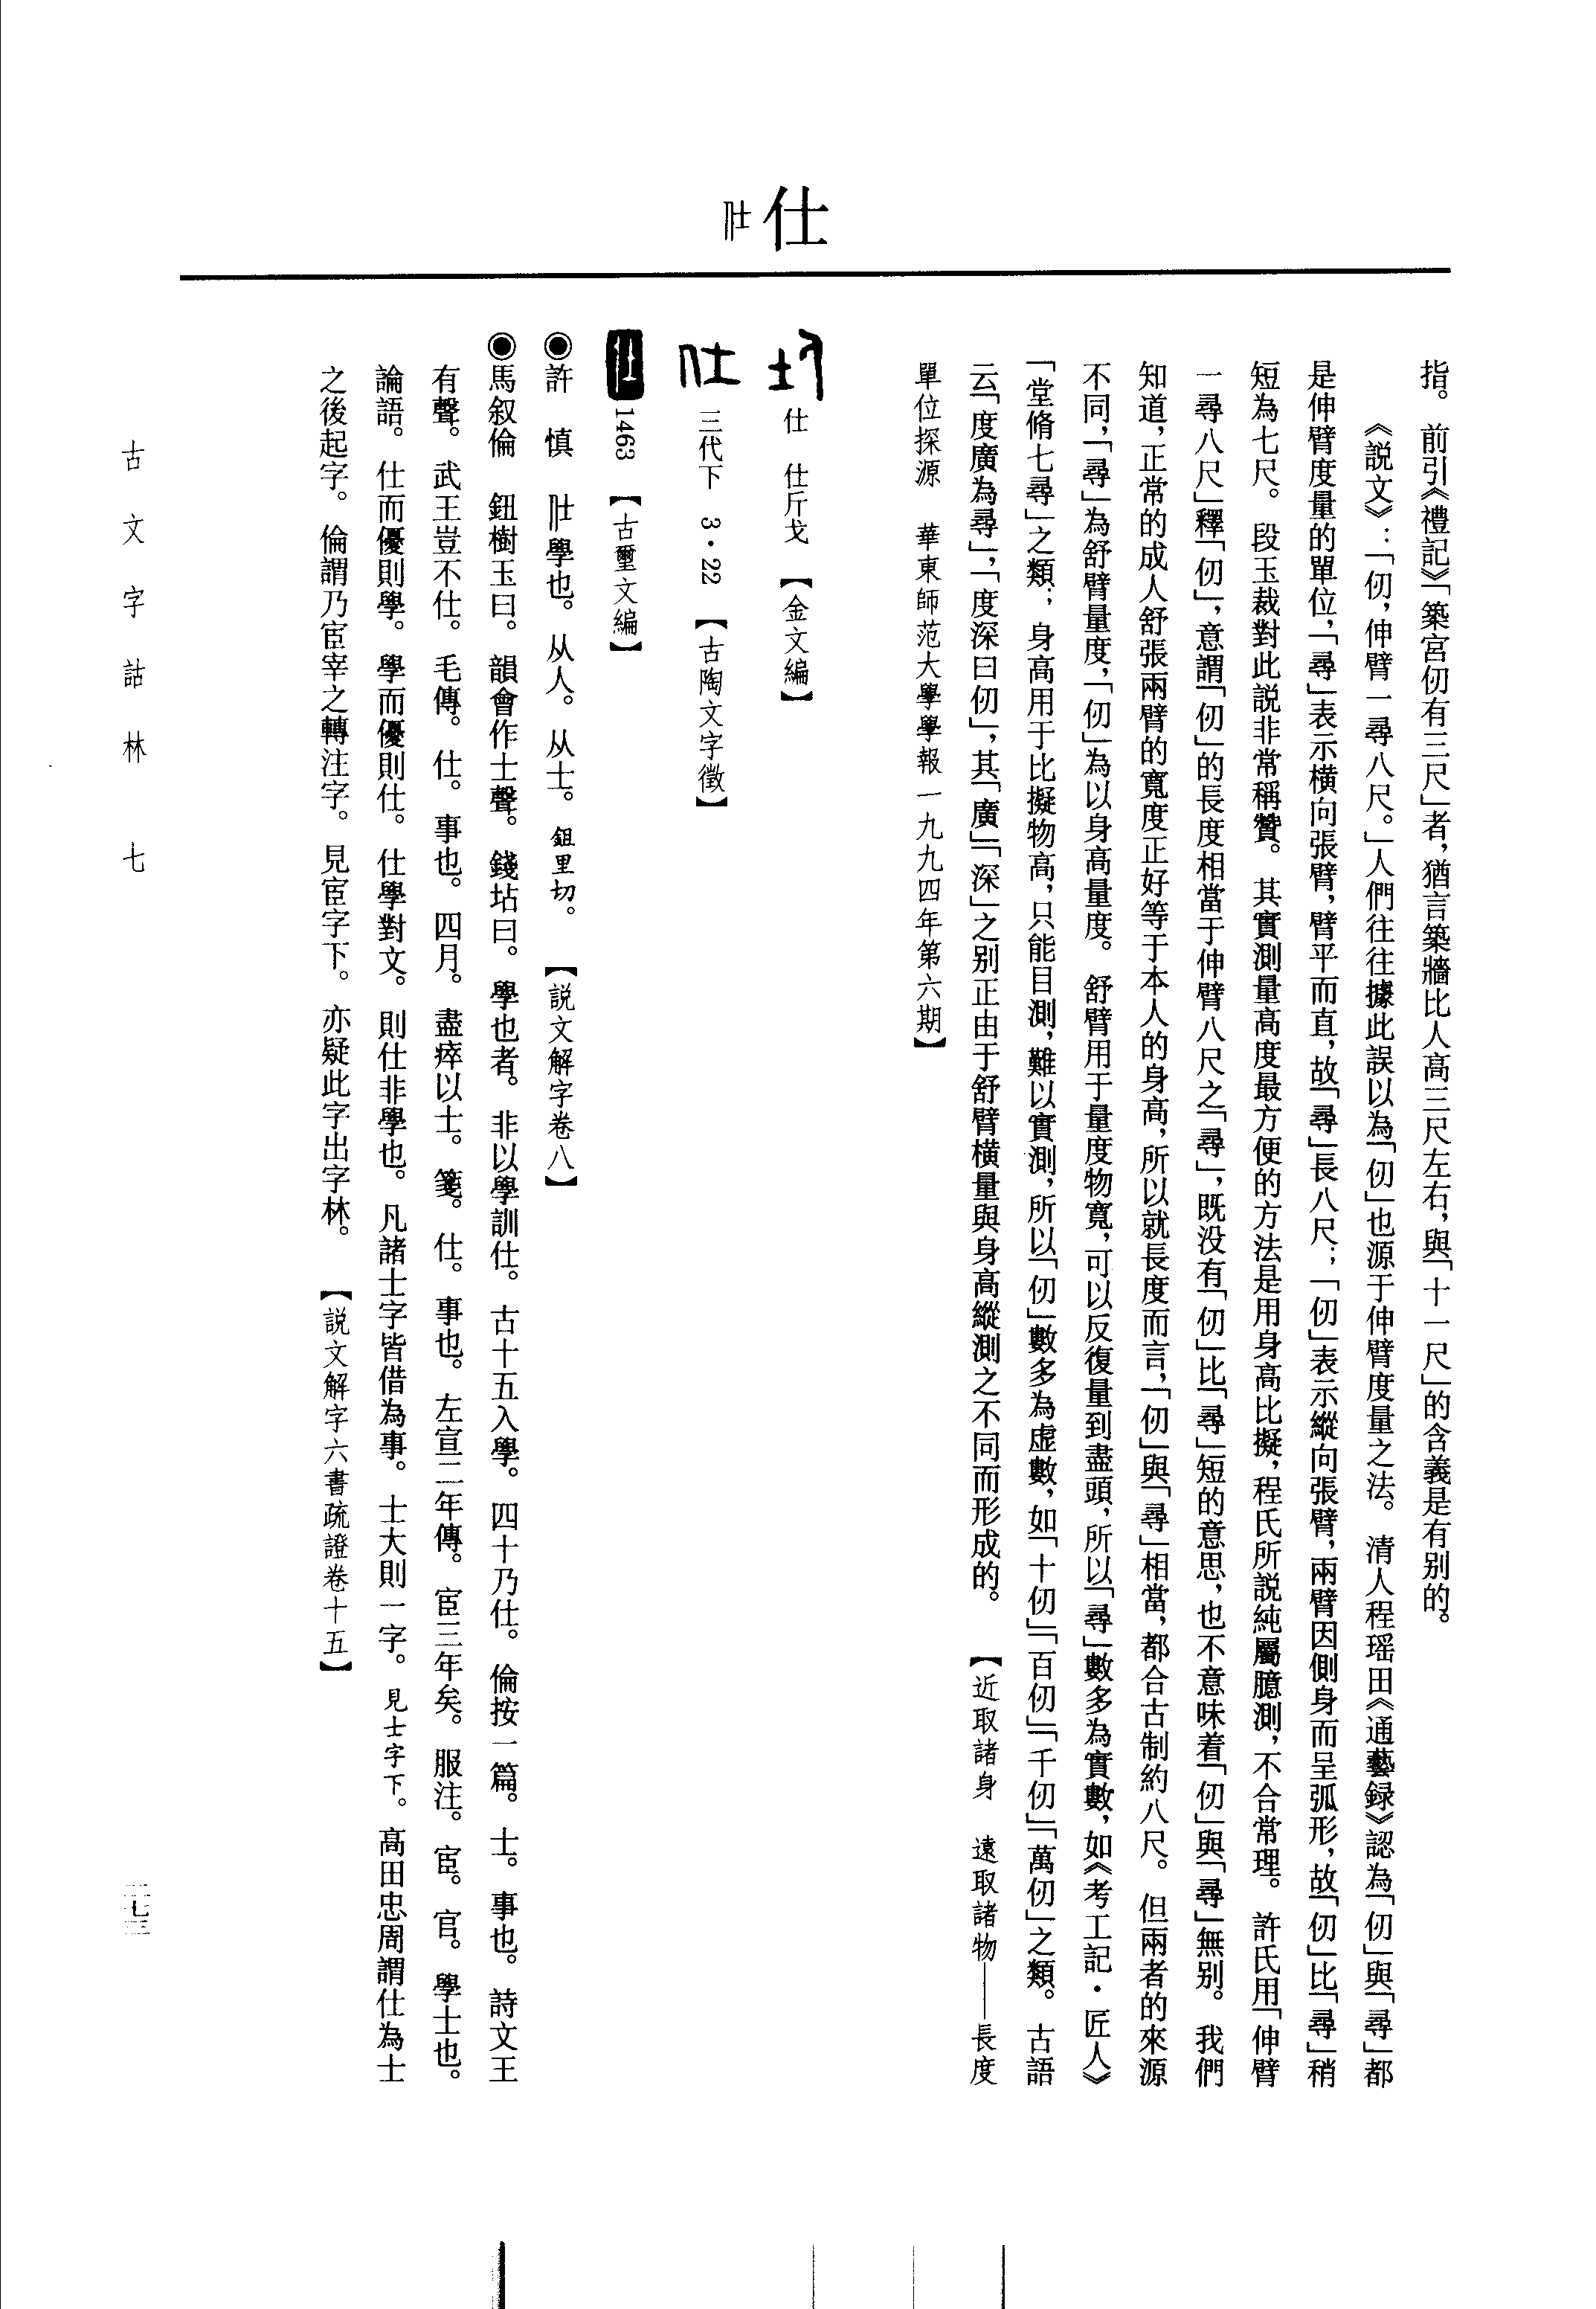 仕
指。前引《禮記》「築宮仞有三尺」者，猶言築牆比人高三尺左右，與「十一尺」的含義是有別的。
《説文》：「仞，伸臂一尋八尺。」人們往往據此誤以為「仞」也源于伸臂度量之法。清人程瑶田《通藝録》認為「仞」與「尋」都
是伸臂度量的單位，「尋」表示橫向張臂，臂平而直，故「尋」長八尺；「仞」表示縱向張臂，兩臂因側身而呈弧形，故「仞」比「尋」稍
短為七尺。段玉裁對此説非常稱贊。其實測量高度最方便的方法是用身高比擬，程氏所説純屬臆測，不合常理。許氏用「伸臂
一尋八尺」釋「仞」，意謂「仞」的長度相當于伸臂八尺之「尋」，既没有「仞」比「尋」短的意思，也不意味着「仞」與「尋」無别。我們
知道，正常的成人舒張兩臂的寬度正好等于本人的身高，所以就長度而言，「仞」與「尋」相當，都合古制約八尺。但兩者的來源
不同，「尋」為舒臂量度，「仞」為以身高量度。舒臂用于量度物寬，可以反復量到盡頭，所以「尋」數多為實數，如《考工記·匠人》
「堂脩七尋」之類；身高用于比擬物高，只能目測，難以實測，所以「仞」數多為虚數，如「十仞」「百仞」「千仞」「萬仞」之類。古語
云「度廣為尋」，「度深曰仞」，其「廣」「深」之别正由于舒臂橫量與身高縱測之不同而形成的。【近取諸身　遠取諸物——長度
單位探源　華東師范大學學報一九九四年第六期】
仕　仕斤戈【金文編】
三代下　3·22【古陶文字徵】
1463【古璽文編】
◉許　慎　學也。从人。从士。鉏里切。【説文解字卷八】
◉馬叙倫　鈕樹玉曰。韻會作士聲。錢坫曰。學也者。非以學訓仕。古十五入學。四十乃仕。倫按一篇。士。事也。詩文王
有聲。武王豈不仕。毛傳。仕。事也。四月。盡瘁以士。箋。仕。事也。左宣二年傳。宦三年矣。服注。宦。官。學士也。
論語。仕而優則學。學而優則仕。仕學對文。則仕非學也。凡諸士字皆借為事。士大則一字。見士字下。高田忠周謂仕為士
之後起字。倫謂乃宦宰之轉注字。見宦字下。亦疑此字出字林。【説文解字六書疏證卷十五】
古文字詁林　七
三七三